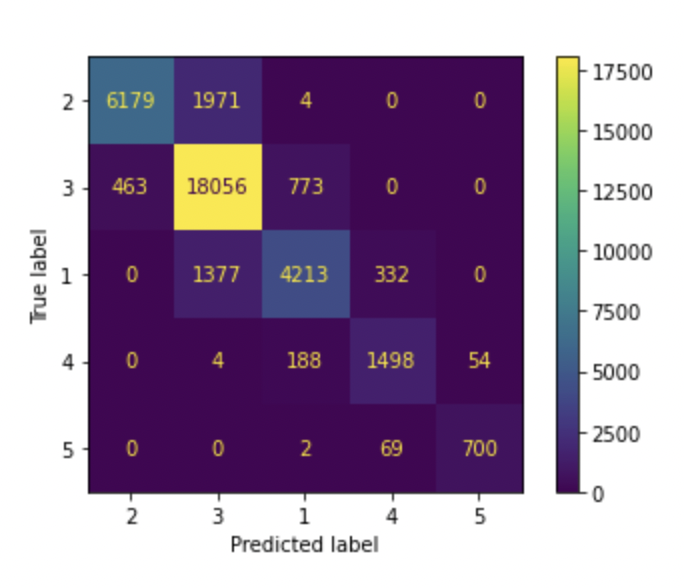 2 6179 1971 4 0 0
3 463 18056 773 0 0
1 0 1377 4213 332 0
4 0 4 188 1498 54
5 0 0 2 69 700
2 3 1 4 5
Predicted label
True label
17500
15000
12500
10000
7500
5000
2500
0